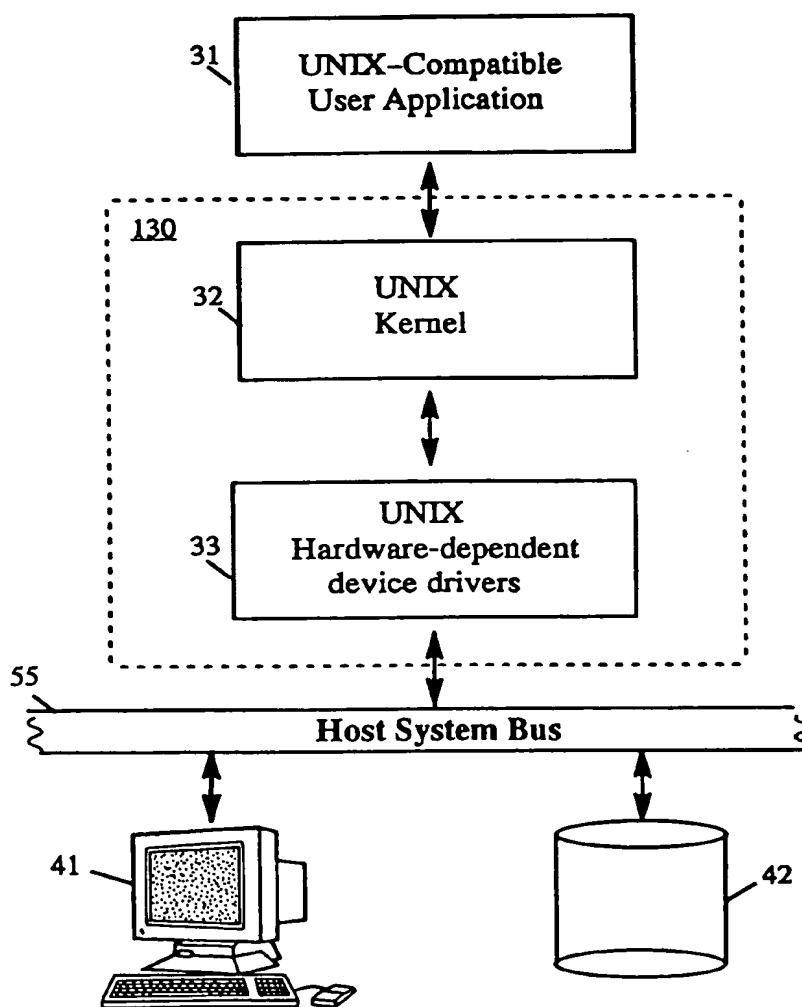 31
UNIX-Compatible
User Application
130
32
UNIX
Kernel
33
UNIX
Hardware-dependent
device drivers
55
Host System Bus
41
42